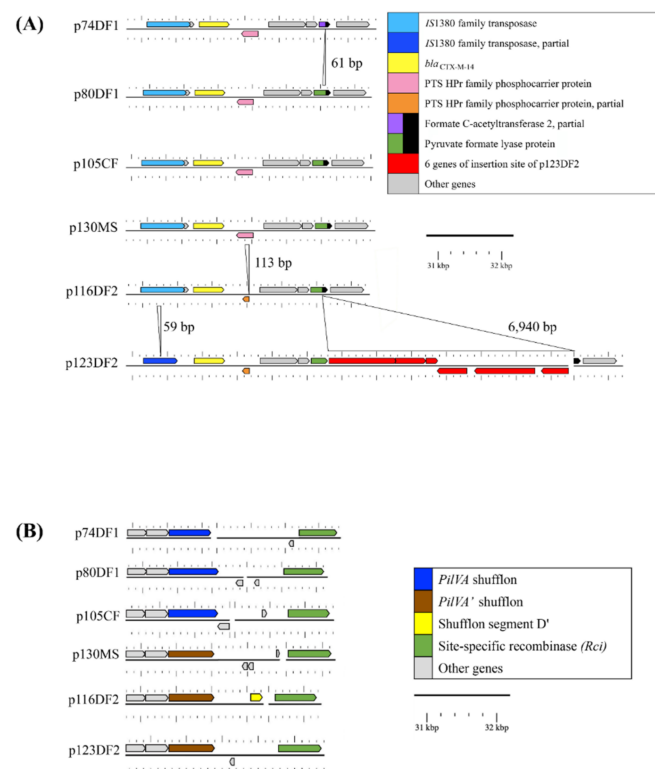 (A)
p74DF1
61 bp
p80DF1
p105CF
p130MS
113 bp
p116DF2
59 bp
6,940 bp
p123DF2
IS1380 family transposase
IS1380 family transposase, partial
bla CTX-M-14
PTS HPr family phosphocarrier protein
PTS HPr family phosphocarrier protein, partial
Formate C-acetyltransferase 2, partial
Pyruvate formate lyase protein
6 genes of insertion site of p123DF2
Other genes
31 kbp 32 kbp
(B)
p74DF1
p80DF1
p105CF
p130MS
p116DF2
p123DF2
PilVA shufflon
PilVA' shufflon
Shufflon segment D'
Site-specific recombinase (Rci)
Other genes
31 kbp 32 kbp